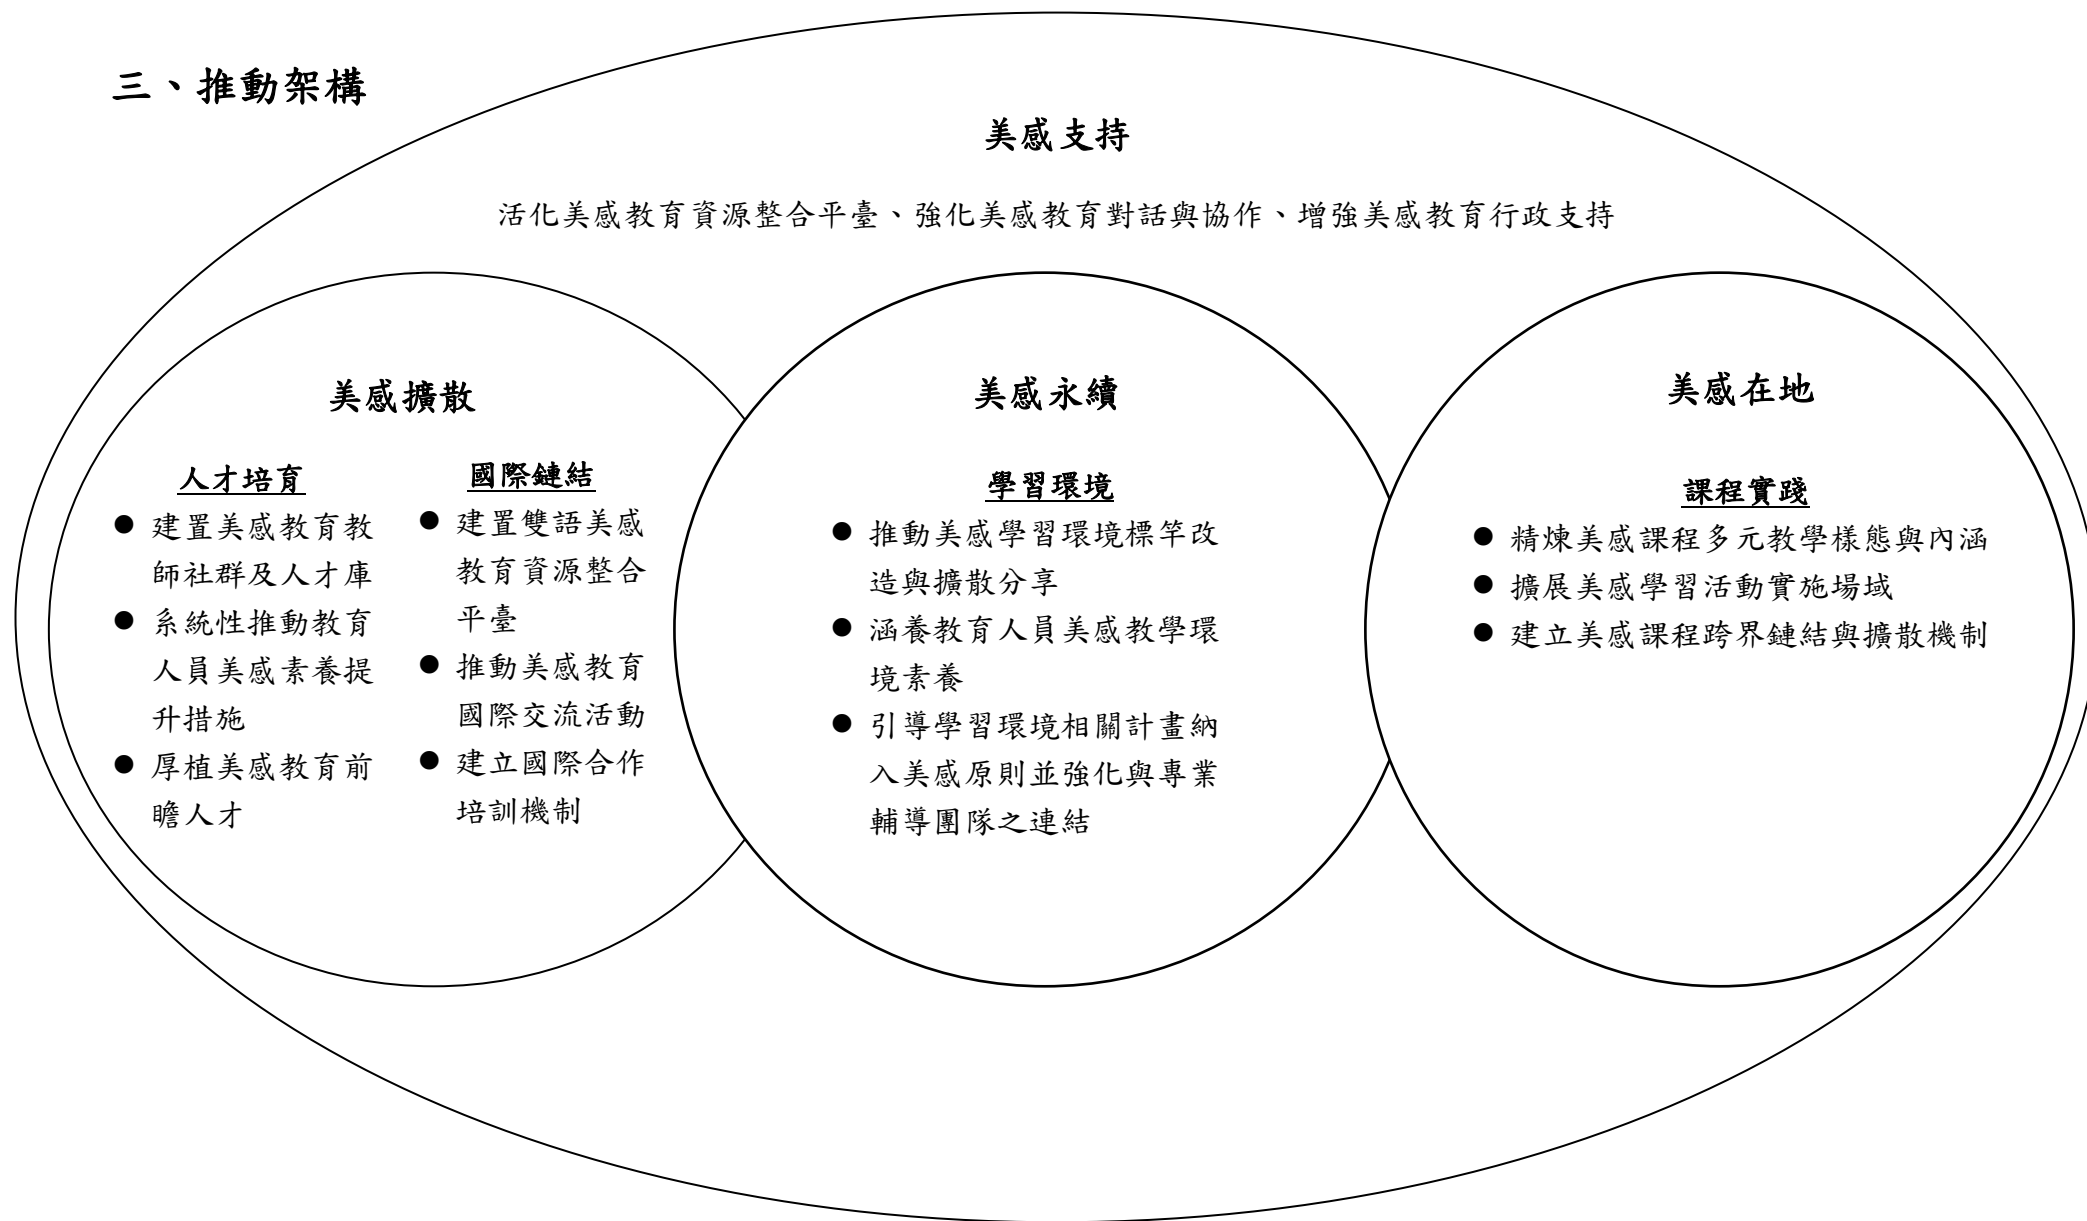 三、推動架構
美感支持
活化美感教育資源整合平臺、強化美感教育對話與協作、增強美感教育行政支持
美感擴散
人才培育
● 建置美感教育教
師社群及人才庫
● 系統性推動教育
人員美感素養提
升措施
● 厚植美感教育前
瞻人才
國際鏈結
● 建置雙語美感
教育資源整合
平臺
● 推動美感教育
國際交流活動
● 建立國際合作
培訓機制
美感永續
學習環境
● 推動美感學習環境標竿改
造與擴散分享
● 涵養教育人員美感教學環
境素養
● 引導學習環境相關計畫納
入美感原則並強化與專業
輔導團隊之連結
美感在地
課程實踐
● 精煉美感課程多元教學樣態與內涵
● 擴展美感學習活動實施場域
● 建立美感課程跨界鏈結與擴散機制